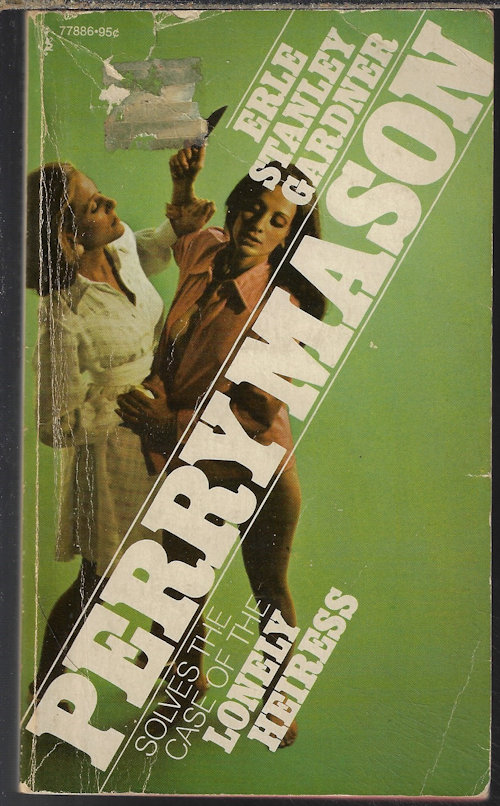 77886•95¢
ERLE
STANLEY
GARDNER
PERRY MASON
SOLVES THE
CASE OF THE
LONELY
HEIRESS